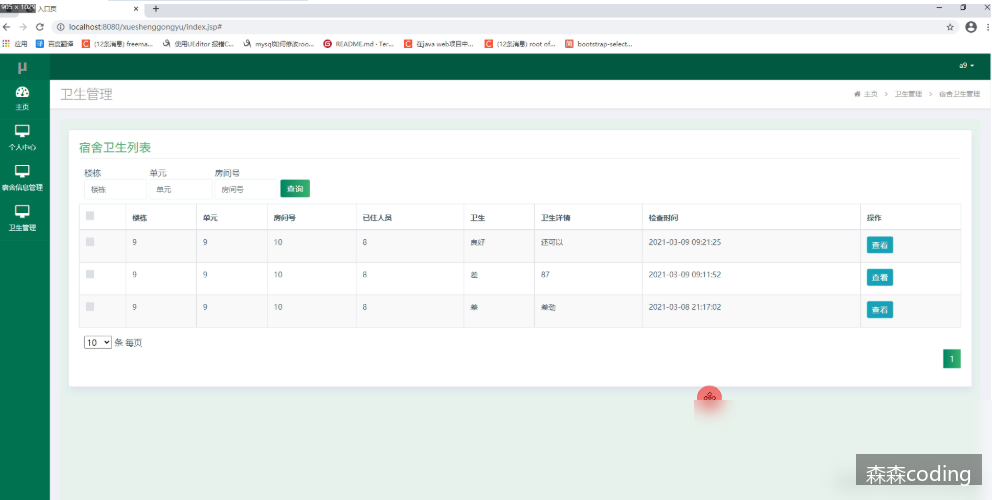 905 × 1029 人口页
localhost:8080/xueshenggongyu/index.jsp#
应用 百度翻译 (12条消息) freema... 使用UEditor 报错C... mysql如何修改roo... README.md · Ter... 在java web项目中... (12条消息) root of... bootstrap-select...
μ
a9
主页
个人中心
宿舍信息管理
卫生管理
卫生管理
主页 > 卫生管理 > 宿舍卫生管理
宿舍卫生列表
楼栋 单元 房间号
楼栋 单元 房间号 查询
楼栋 单元 房间号 已住人员 卫生 卫生详情 检查时间 操作
9 9 10 8 良好 还可以 2021-03-09 09:21:25 查看
9 9 10 8 差 87 2021-03-09 09:11:52 查看
9 9 10 8 差 差劲 2021-03-08 21:17:02 查看
10 条 每页
1
森森coding